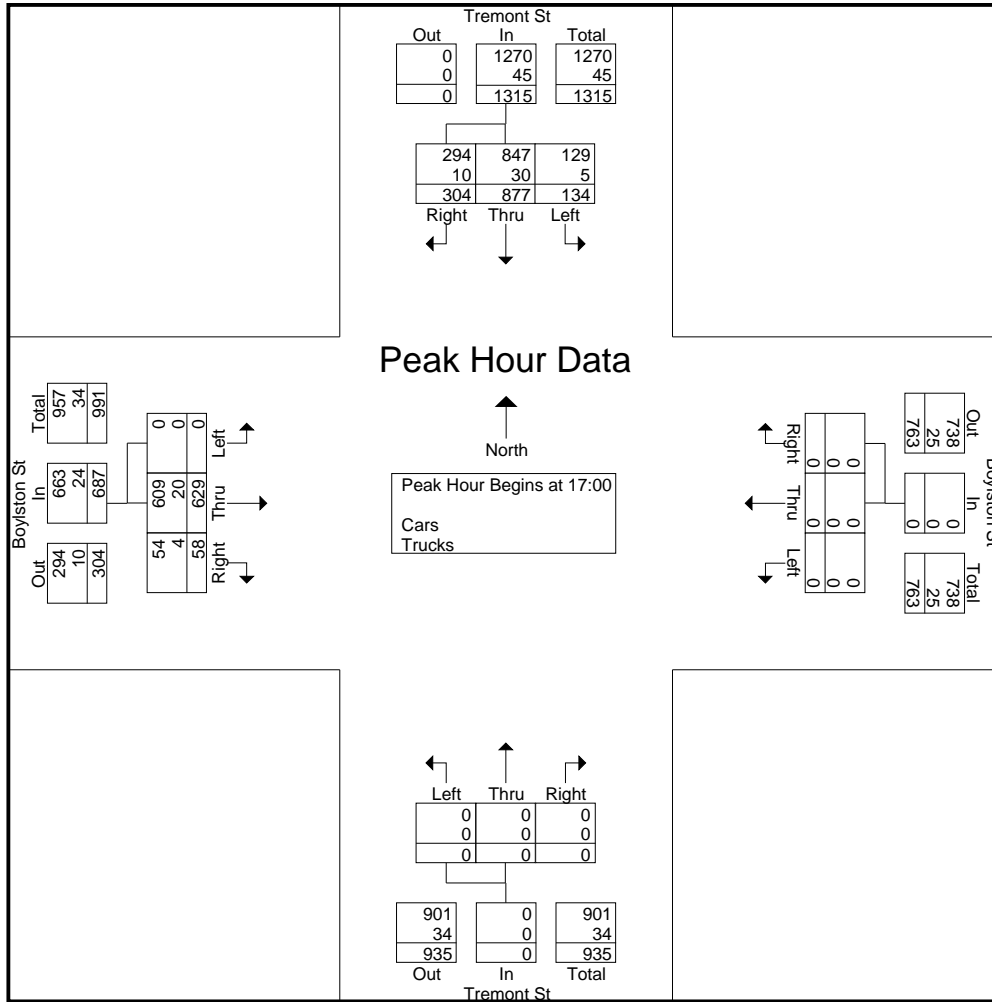 Tremont St
Out In Total
0 1270 1270
0 45 45
0 1315 1315
294 847 129
10 30 5
304 877 134
Right Thru Left
Peak Hour Data
North
Peak Hour Begins at 17:00
Cars
Trucks
Boylston St
Total In Out
957 663 294
34 24 10
991 687 304
0 609 54
0 20 4
0 629 58
Left Thru Right
Boylston St
Out In Total
738 0 738
25 0 25
763 0 763
0 0 0
0 0 0
0 0 0
Right Thru Left
Left Thru Right
0 0 0
0 0 0
0 0 0
901 0 901
34 0 34
935 0 935
Out In Total
Tremont St